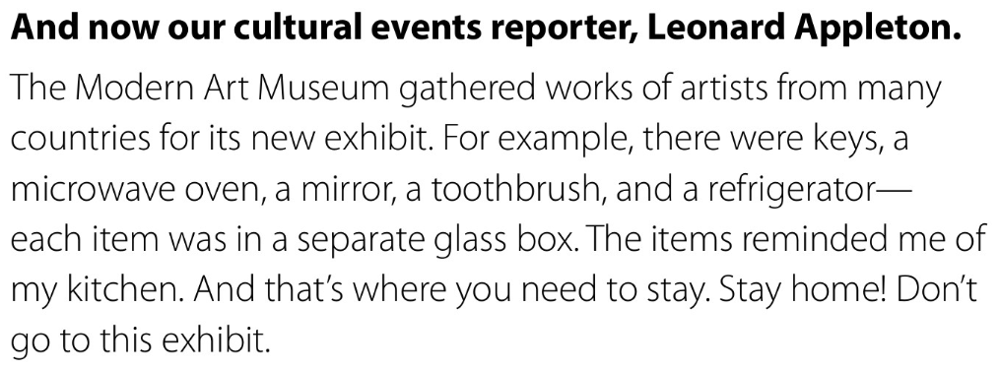 And now our cultural events reporter, Leonard Appleton.
The Modern Art Museum gathered works of artists from many
countries for its new exhibit. For example, there were keys, a
microwave oven, a mirror, a toothbrush, and a refrigerator—
each item was in a separate glass box. The items reminded me of
my kitchen. And that’s where you need to stay. Stay home! Don’t
go to this exhibit.